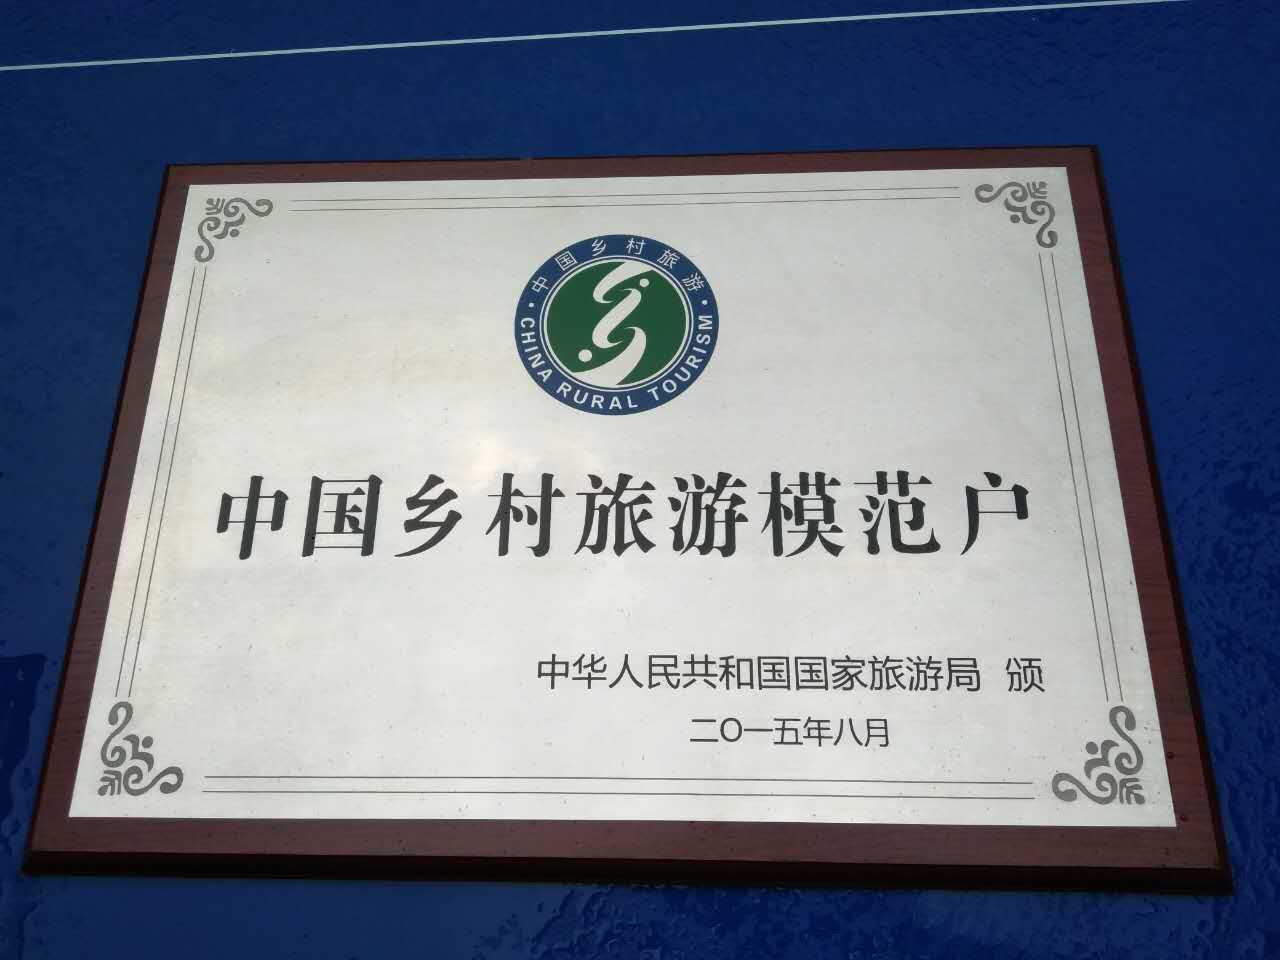 中国乡村旅游
CHINA RURAL TOURISM
中国乡村旅游模范户
中华人民共和国国家旅游局 颁
二〇一五年八月